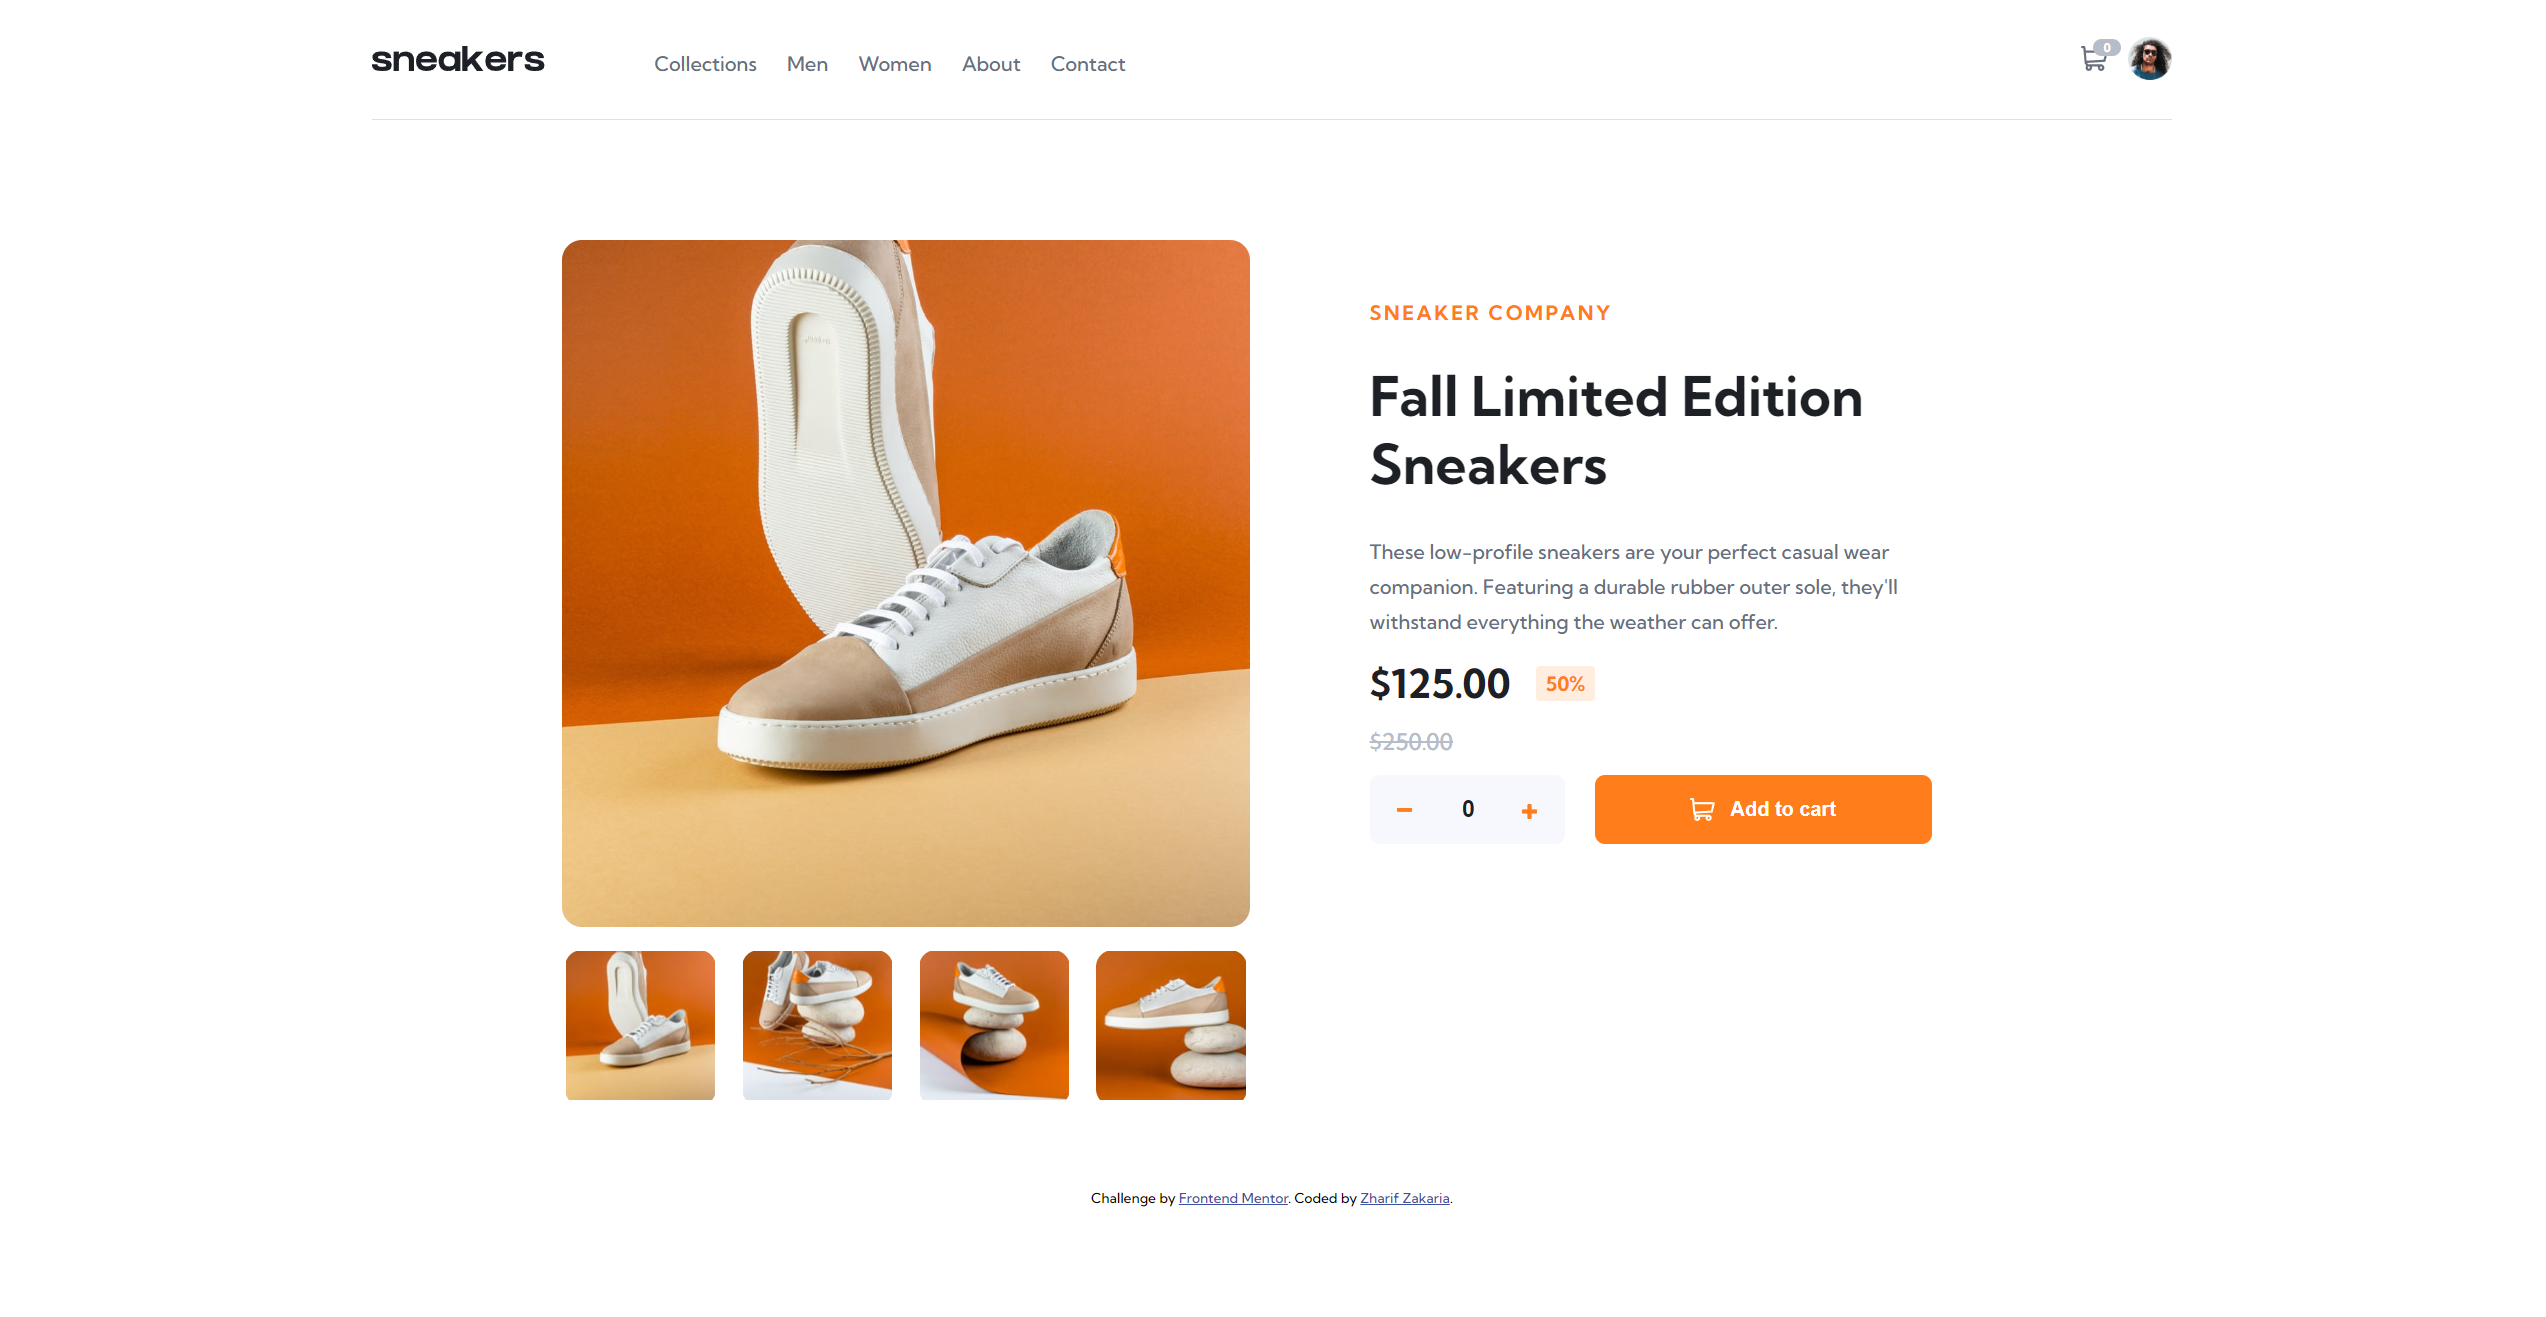 sneakers
Collections Men Women About Contact
0
SNEAKER COMPANY
Fall Limited Edition
Sneakers
These low-profile sneakers are your perfect casual wear
companion. Featuring a durable rubber outer sole, they'll
withstand everything the weather can offer.
$125.00 50%
$250.00
0
Add to cart
Challenge by Frontend Mentor. Coded by Zharif Zakaria.